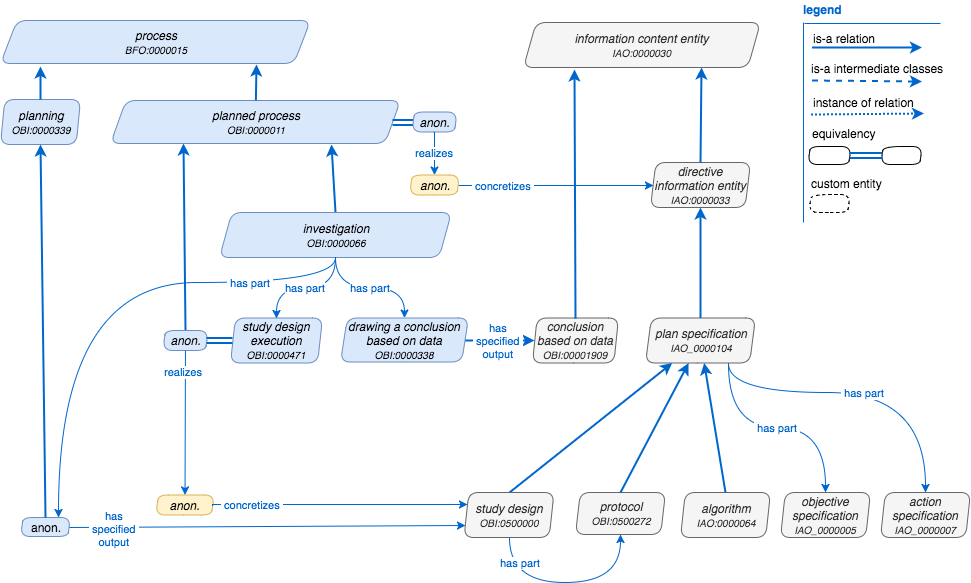 legend
process
BFO:0000015
information content entity
IAO:0000030
is-a relation
is-a intermediate classes
instance of relation
equivalency
custom entity
planning
OBI:0000339
planned process
OBI:0000011
anon.
realizes
anon.
concretizes
directive
information entity
IAO:0000033
investigation
OBI:0000066
has part
has part
has part
anon.
study design
execution
OBI:0000471
drawing a conclusion
based on data
OBI:0000338
has
specified
output
conclusion
based on data
OBI:00001909
plan specification
IAO_0000104
realizes
has part
has part
anon.
concretizes
anon.
has
specified
output
study design
OBI:0500000
protocol
OBI:0500272
algorithm
IAO:0000064
objective
specification
IAO_0000005
action
specification
IAO_0000007
has part